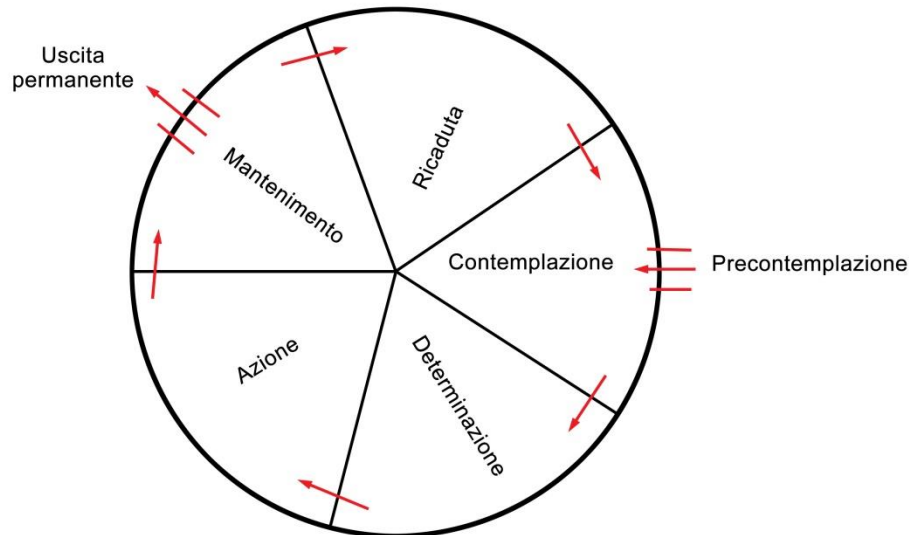 Uscita
permanente
Ricaduta
Mantenimento
Contemplazione
Precontemplazione
Azione
Determinazione